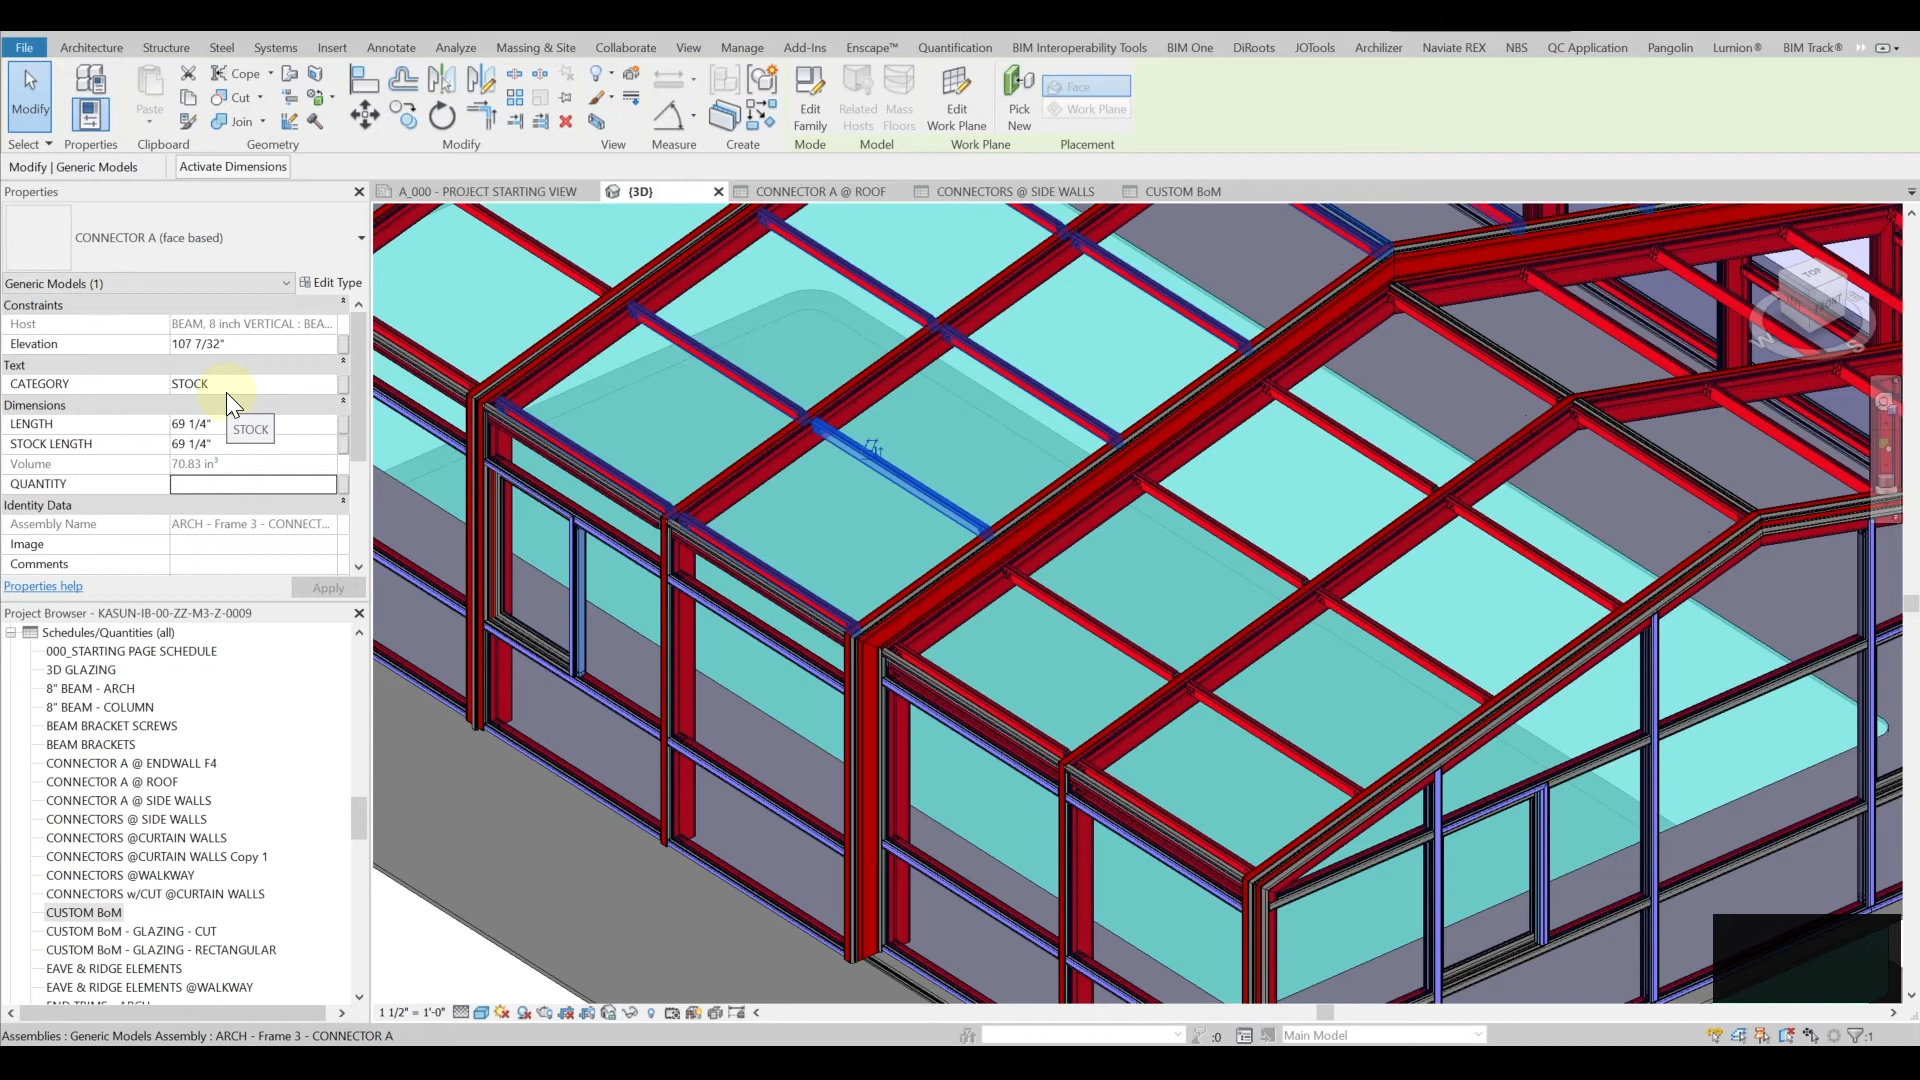 File Architecture Structure Steel Systems Insert Annotate Analyze Massing & Site Collaborate View Manage Add-Ins Enscape™ Quantification BIM Interoperability Tools BIM One DiRoots JOTools Archilizer Naviate REX NBS QC Application Pangolin Lumion® BIM Track®
Modify
Paste
Cope
Cut
Join
Edit Family
Related Hosts
Mass Floors
Edit Work Plane
Pick New
Face
Work Plane
Select Properties Clipboard Geometry Modify View Measure Create Mode Model Work Plane Placement
Modify | Generic Models Activate Dimensions
Properties
A_000 - PROJECT STARTING VIEW {3D} CONNECTOR A @ ROOF CONNECTORS @ SIDE WALLS CUSTOM BoM
CONNECTOR A (face based)
Generic Models (1) Edit Type
Constraints
Host BEAM, 8 inch VERTICAL : BEA...
Elevation 107 7/32"
Text
CATEGORY STOCK
Dimensions
LENGTH 69 1/4"
STOCK
STOCK LENGTH 69 1/4"
Volume 70.83 in³
QUANTITY
Identity Data
Assembly Name ARCH - Frame 3 - CONNECT...
Image
Comments
Properties help Apply
Project Browser - KASUN-IB-00-ZZ-M3-Z-0009
Schedules/Quantities (all)
000_STARTING PAGE SCHEDULE
3D GLAZING
8" BEAM - ARCH
8" BEAM - COLUMN
BEAM BRACKET SCREWS
BEAM BRACKETS
CONNECTOR A @ ENDWALL F4
CONNECTOR A @ ROOF
CONNECTOR A @ SIDE WALLS
CONNECTORS @ SIDE WALLS
CONNECTORS @CURTAIN WALLS
CONNECTORS @CURTAIN WALLS Copy 1
CONNECTORS @WALKWAY
CONNECTORS w/CUT @CURTAIN WALLS
CUSTOM BoM
CUSTOM BoM - GLAZING - CUT
CUSTOM BoM - GLAZING - RECTANGULAR
EAVE & RIDGE ELEMENTS
EAVE & RIDGE ELEMENTS @WALKWAY
END TRIMS - ARCH
TOP
FRONT
W
S
1 1/2" = 1'-0"
Assemblies : Generic Models Assembly : ARCH - Frame 3 - CONNECTOR A
:0
Main Model
:1